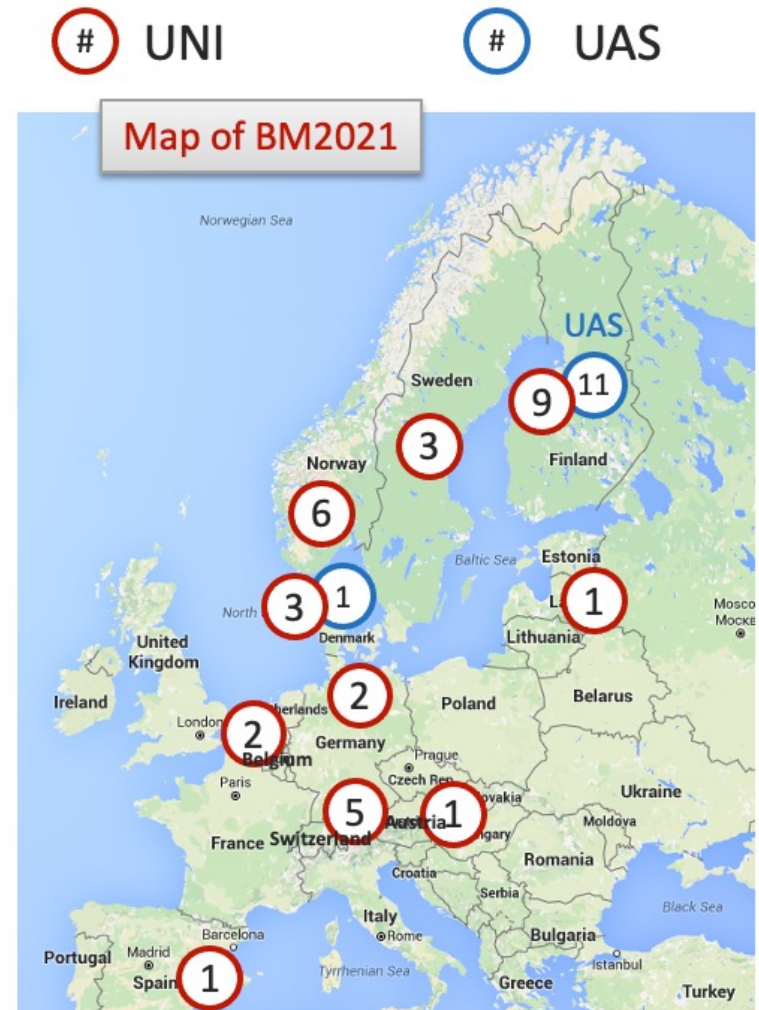 # UNI
# UAS
Map of BM2021
Norwegian Sea
UAS
11
9
Sweden
3
Finland
Norway
6
Baltic Sea
Estonia
1
3
1
North
Denmark
Lithuania
Moscо
Москв
United
Kingdom
Ireland
London
2
Poland
Belarus
2
Belgium
Germany
Prague
Czech Rep
Paris
Ukraine
5
Austria
1
Moldova
France
Switzerland
Romania
Croatia
Serbia
Black Sea
Italy
Rome
Bulgaria
Barcelona
Istanbul
Portugal
Madrid
Spain
1
Tyrrhenian Sea
Greece
Turkey